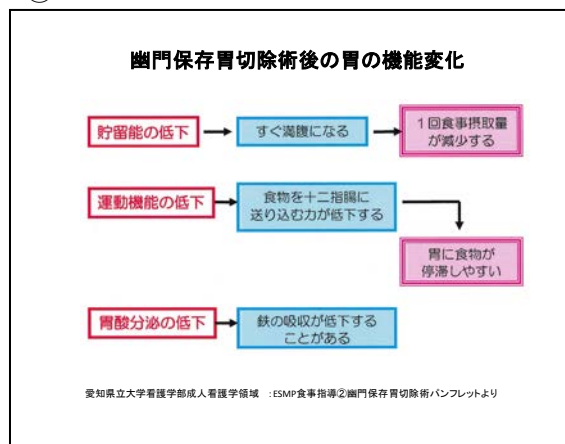 幽門保存胃切除術後の胃の機能変化
貯留能の低下
すぐ満腹になる
1回食事摂取量
が減少する
運動機能の低下
食物を十二指腸に
送り込む力が低下する
胃に食物が
停滞しやすい
胃酸分泌の低下
鉄の吸収が低下する
ことがある
愛知県立大学看護学部成人看護学領域 :ESMP食事指導②幽門保存胃切除術パンフレットより